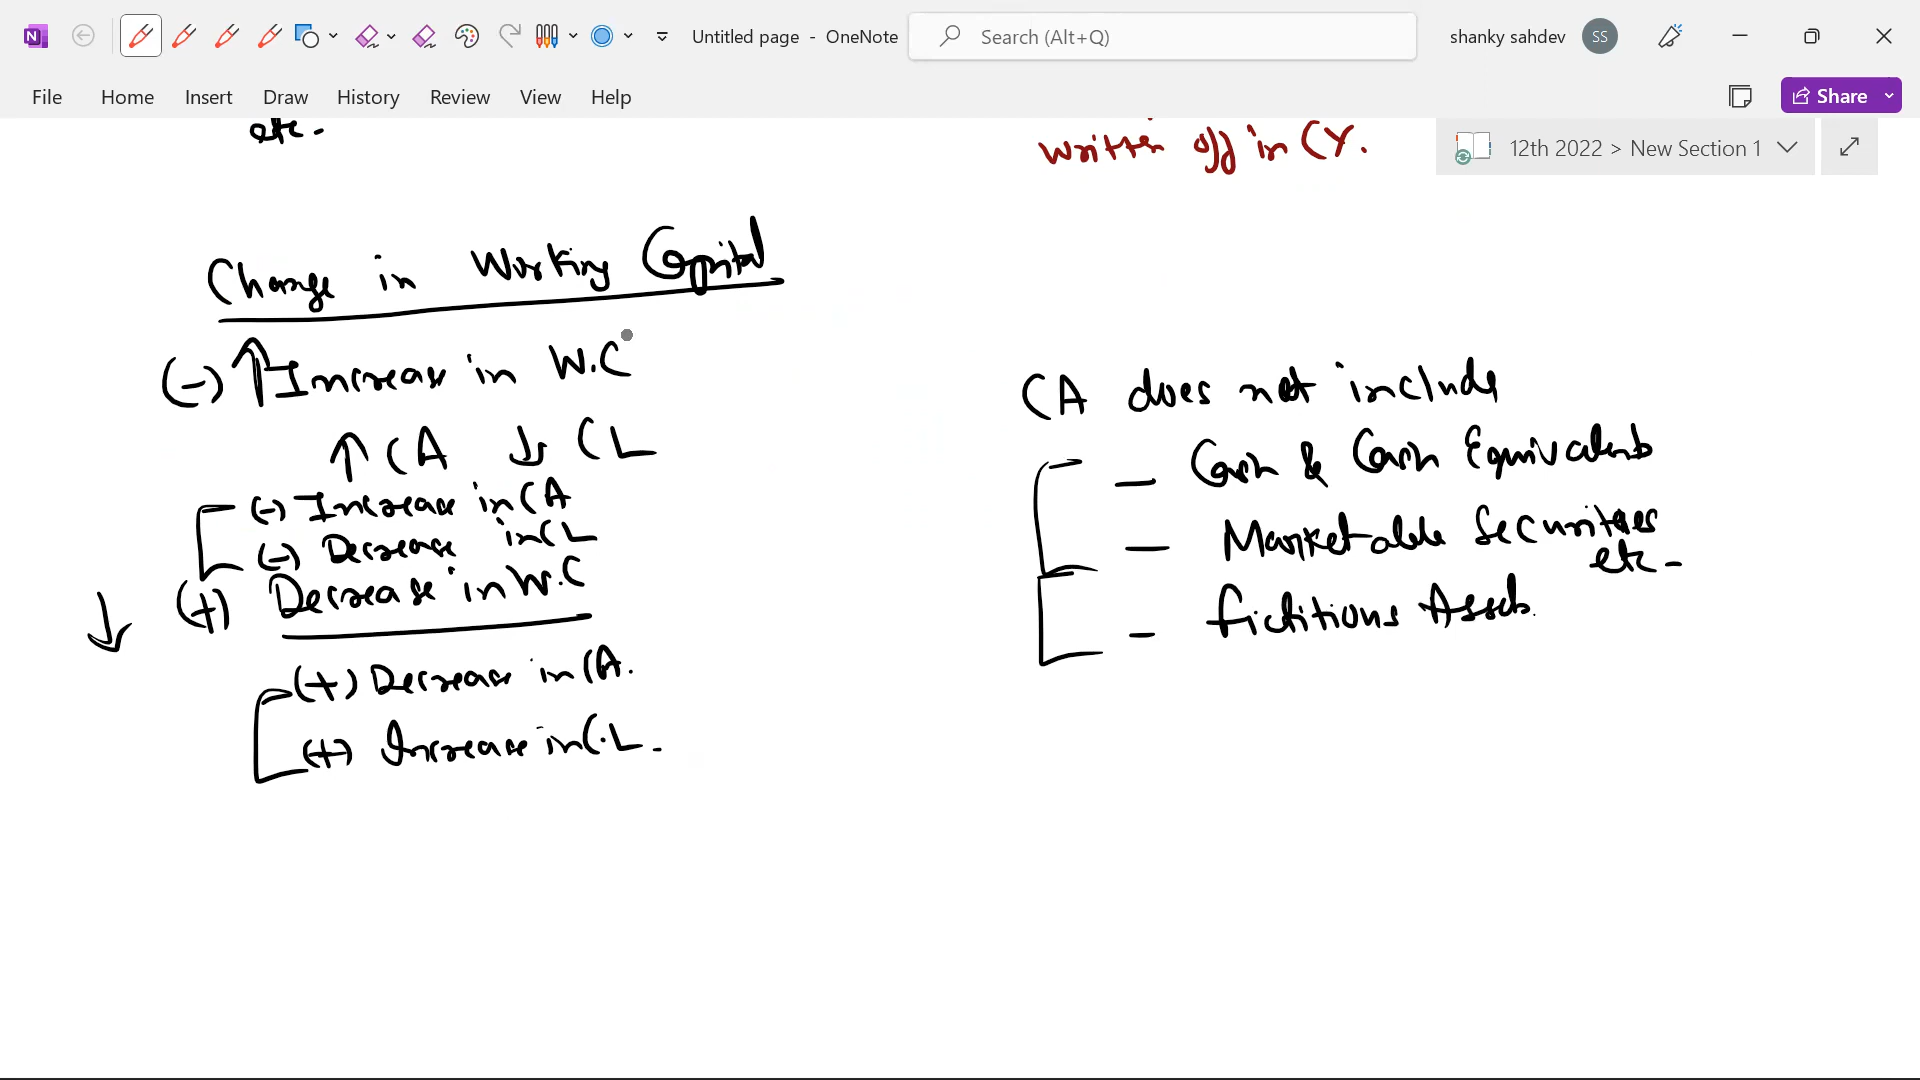 Untitled page - OneNote
Search (Alt+Q)
shanky sahdev
SS
File Home Insert Draw History Review View Help
Share
12th 2022 > New Section 1
etc.
written off in CY.
Change in Working Capital
(-) ↑ Increase in W.C
↑ CA ↓ CL
(-) Increase in CA
(-) Decrease in CL
↓ (+) Decrease in W.C
(+) Decrease in CA.
(+) Increase in C.L.
CA does not include
- Cash & Cash Equivalents
- Marketable Securities
etc-
- fictitious Assets.